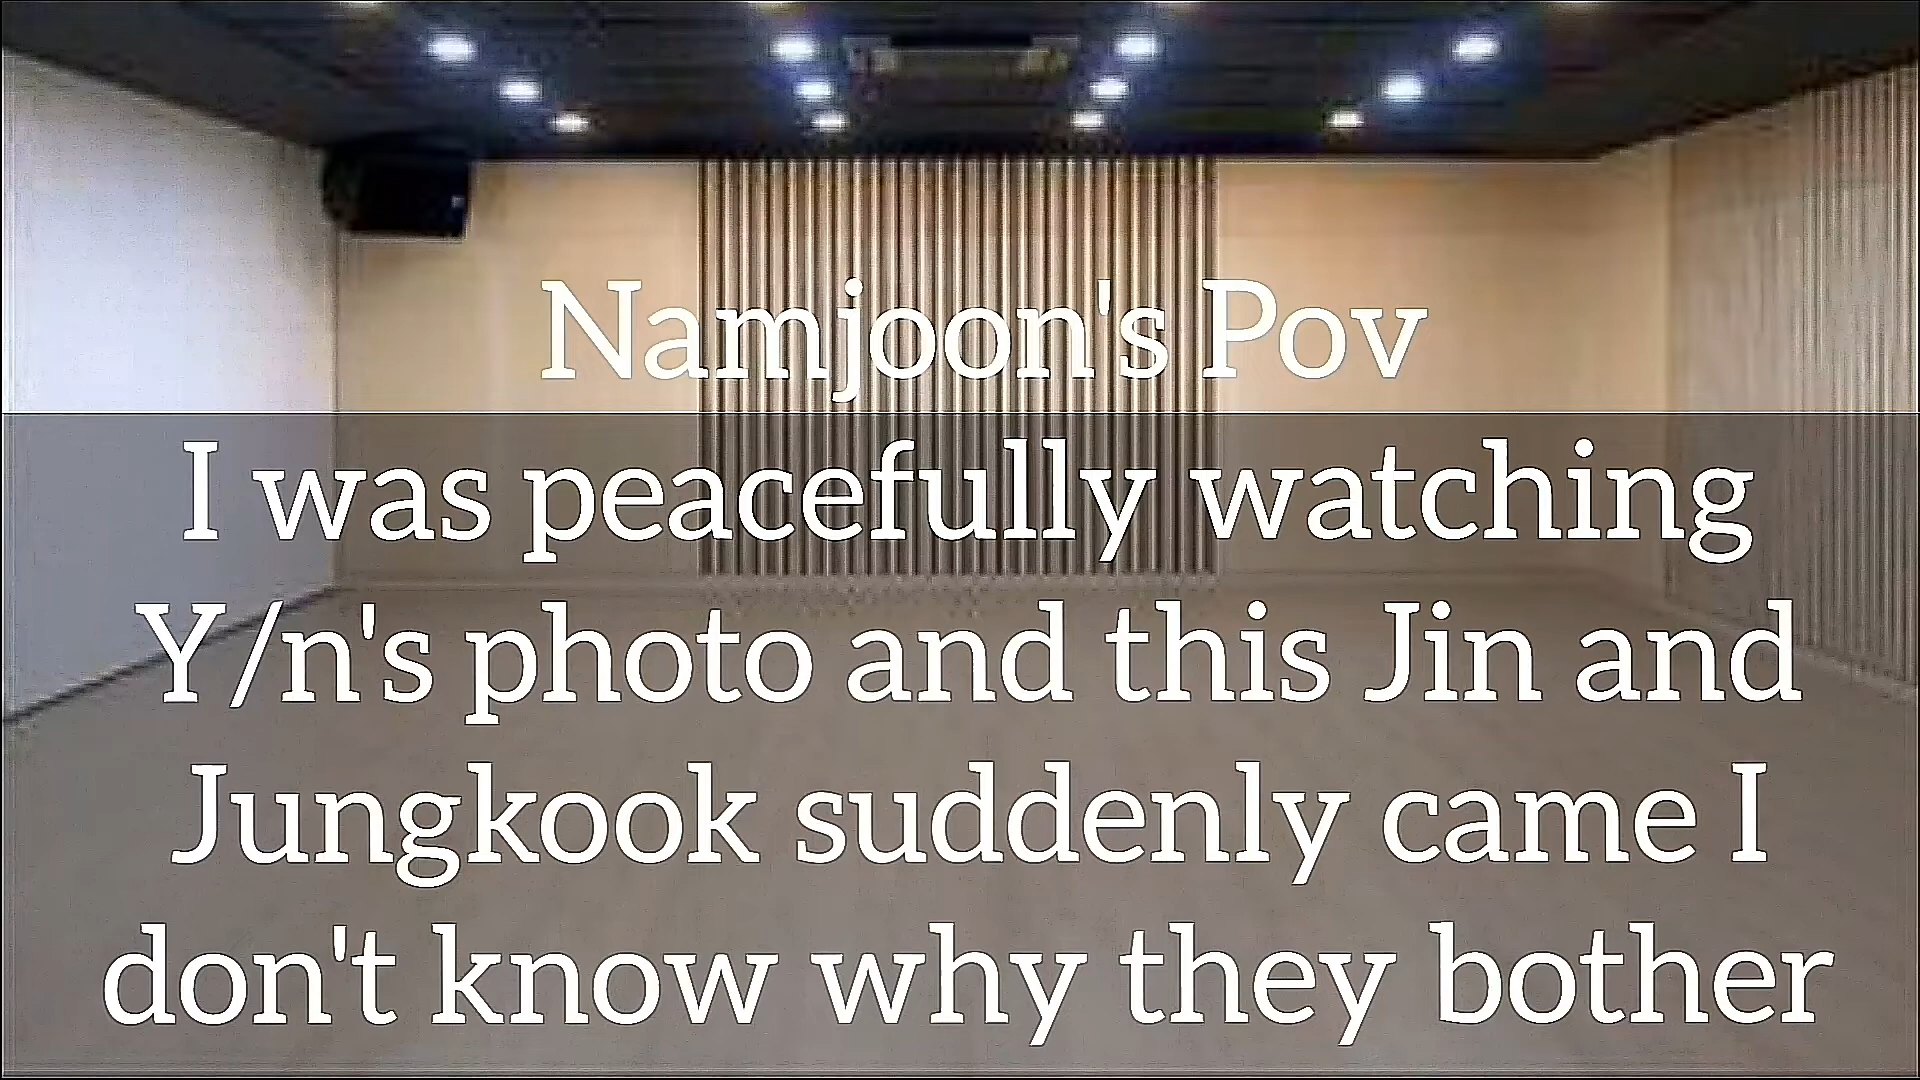 Namjoon's Pov
I was peacefully watching
Y/n's photo and this Jin and
Jungkook suddenly came I
don't know why they bother